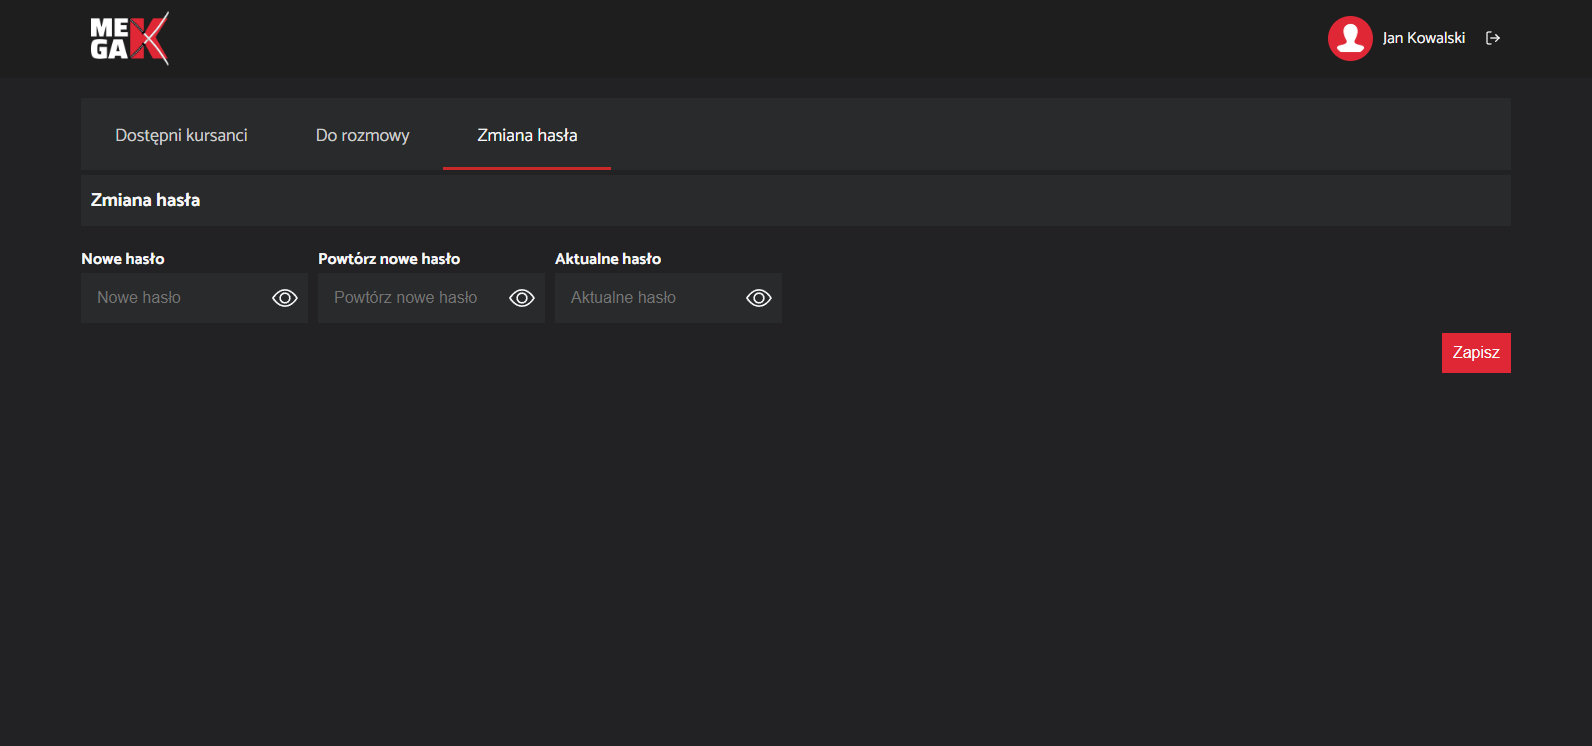 MEGAK
Jan Kowalski
Dostępni kursanci Do rozmowy Zmiana hasła
Zmiana hasła
Nowe hasło Powtórz nowe hasło Aktualne hasło
Nowe hasło Powtórz nowe hasło Aktualne hasło
Zapisz